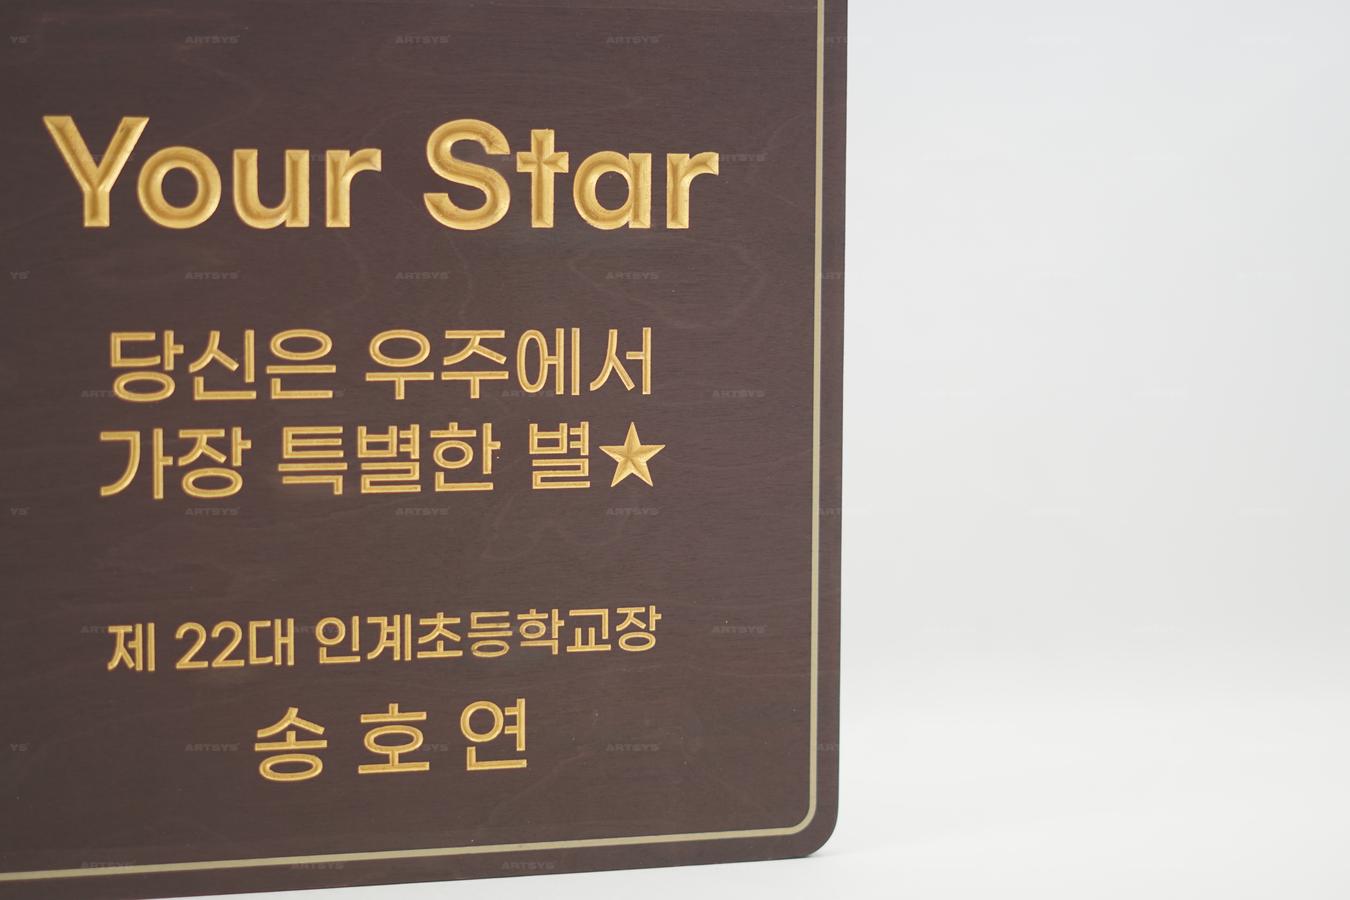 Your Star
당신은 우주에서
가장 특별한 별★
제 22대 인계초등학교장
송호연
ARTSYS